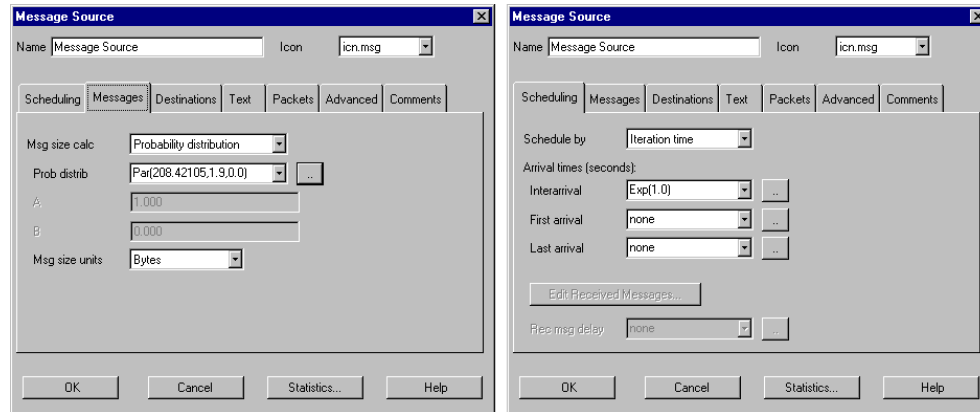 Message Source
Name Message Source Icon icn.msg
Scheduling Messages Destinations Text Packets Advanced Comments
Msg size calc Probability distribution
Prob distrib Par(208.42105,1.9,0.0) ..
A 1.000
B 0.000
Msg size units Bytes
OK Cancel Statistics... Help
Message Source
Name Message Source Icon icn.msg
Scheduling Messages Destinations Text Packets Advanced Comments
Schedule by Iteration time
Arrival times (seconds):
Interarrival Exp(1.0) ..
First arrival none ..
Last arrival none ..
Edit Received Messages...
Rec msg delay none ..
OK Cancel Statistics... Help